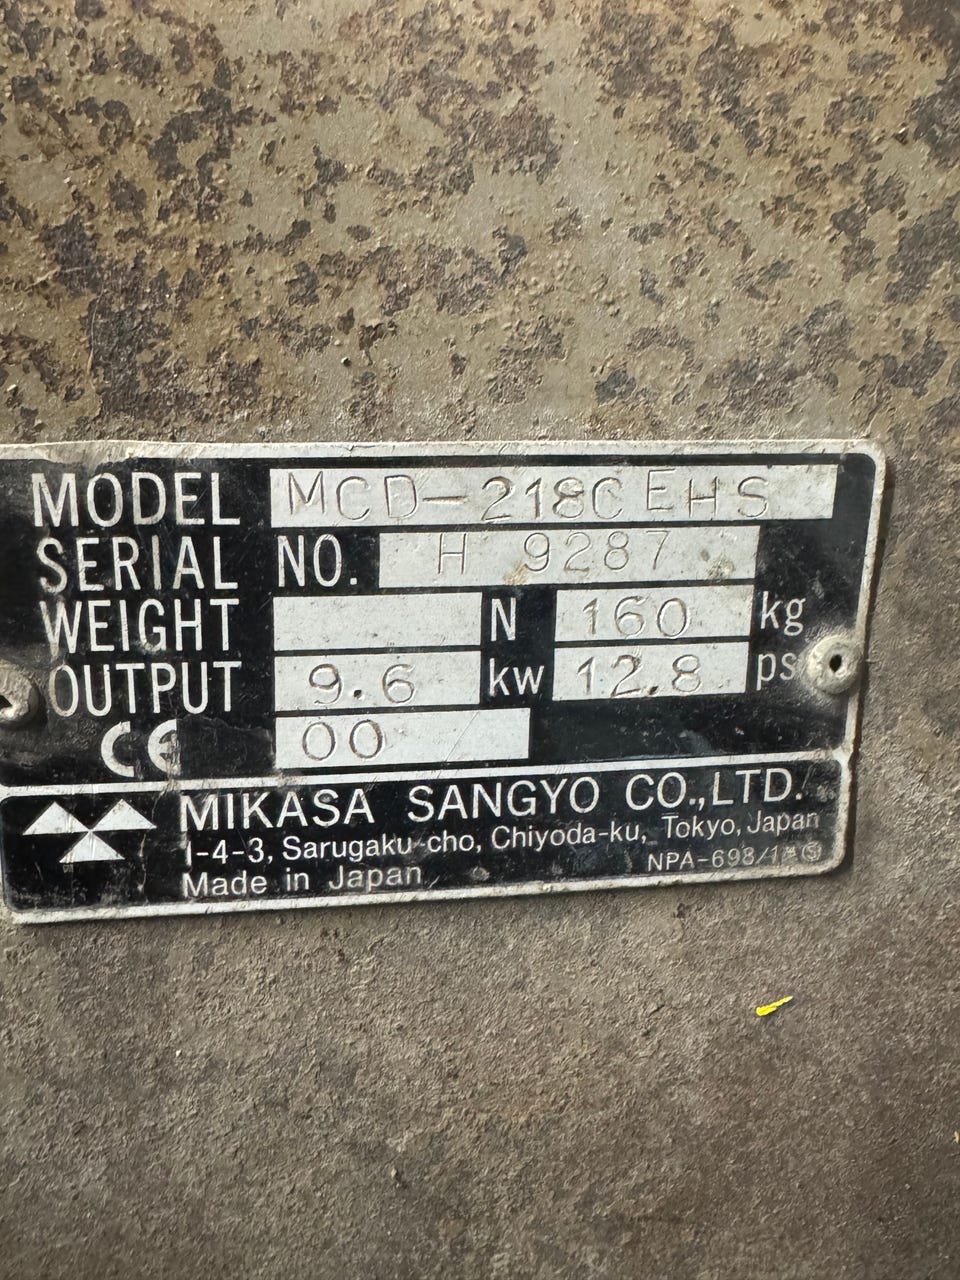 MODEL MCD-218CEHS
SERIAL NO. H 9287
WEIGHT N 160 kg
OUTPUT 9.6 kw 12.8 ps
CE 00
MIKASA SANGYO CO.,LTD.
1-4-3, Sarugaku-cho, Chiyoda-ku, Tokyo, Japan
Made in Japan